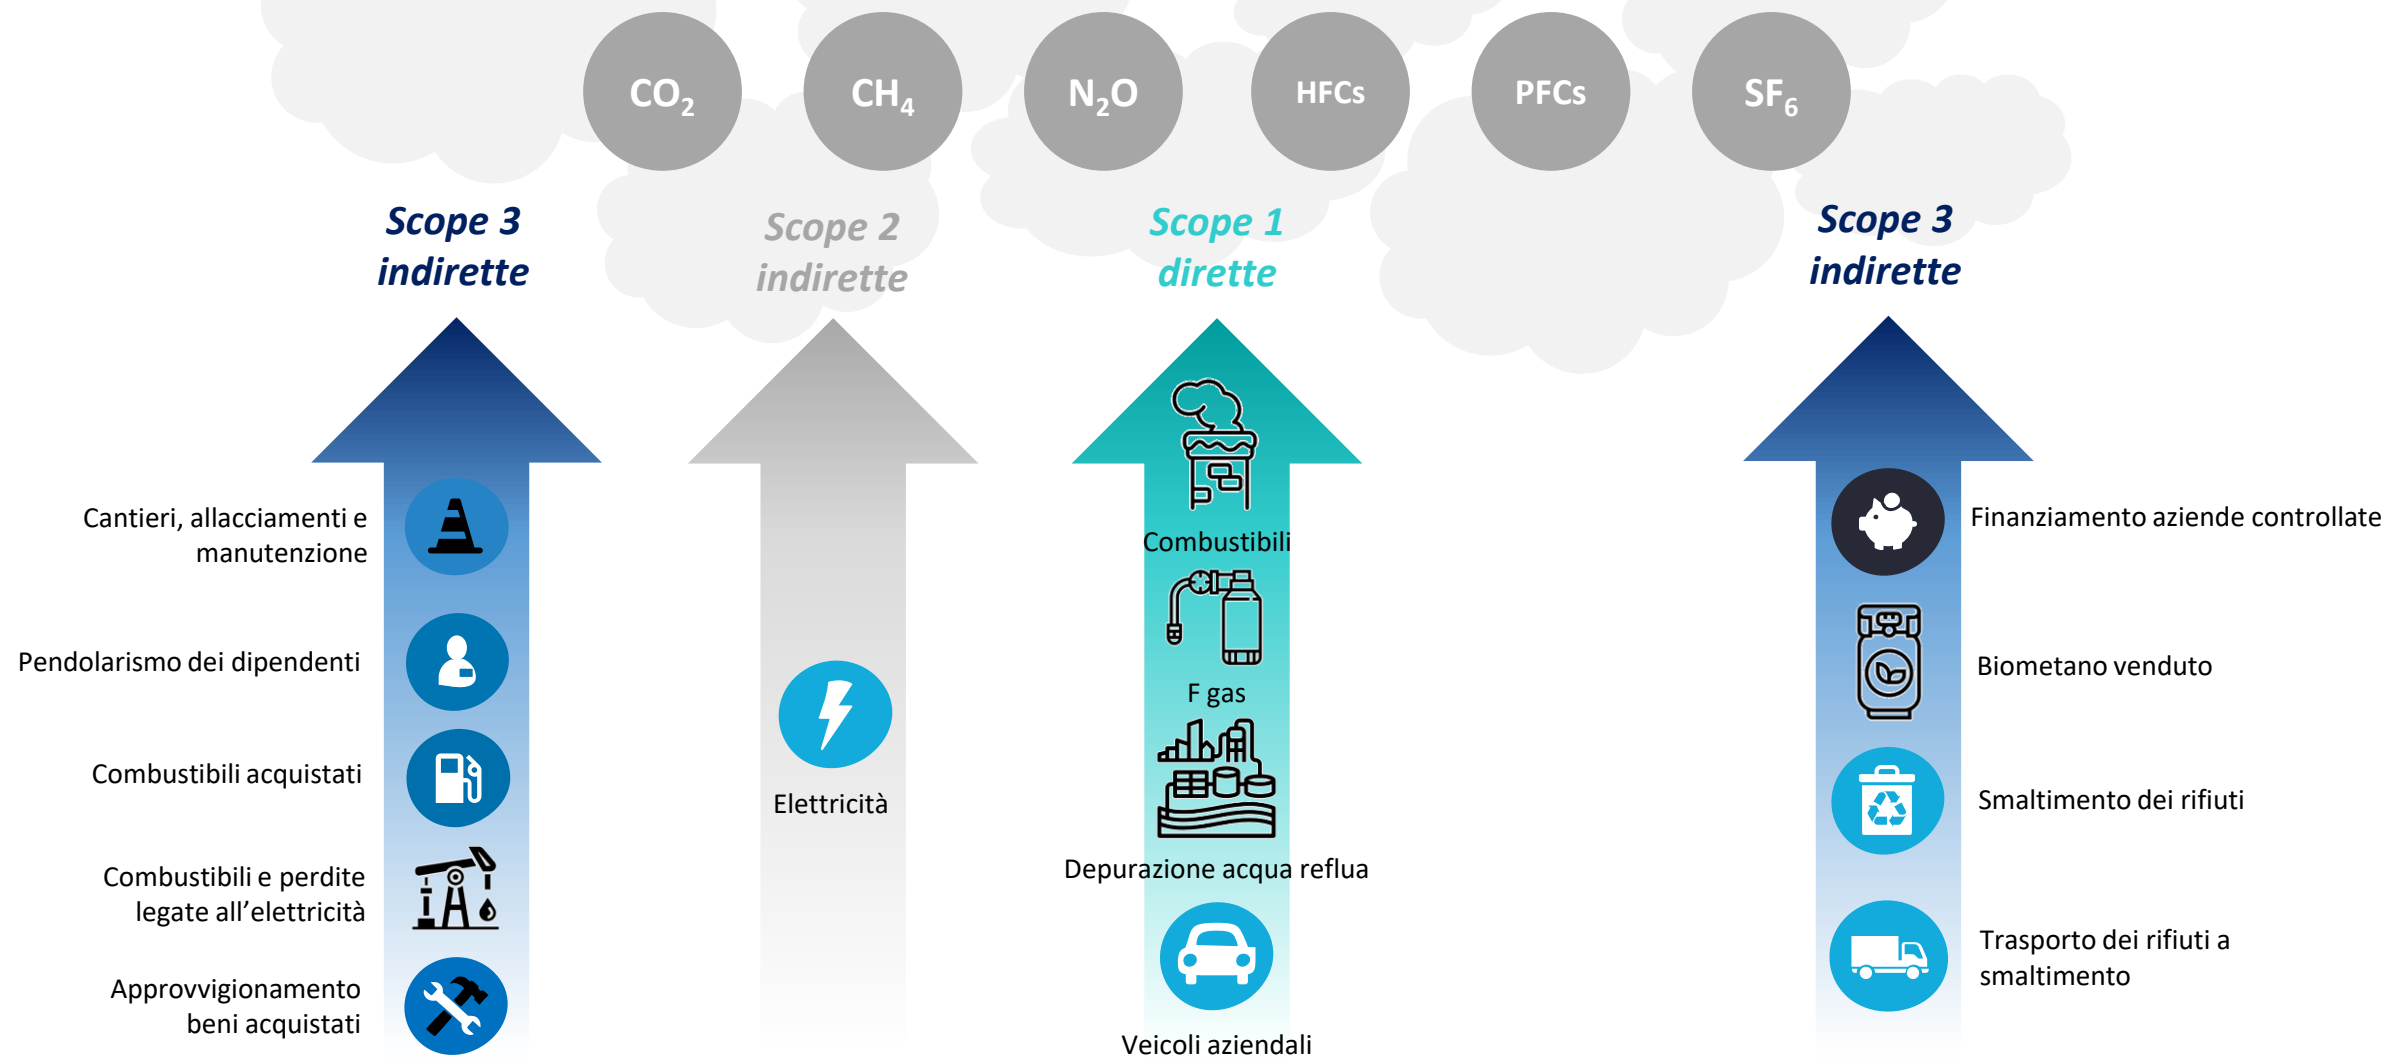 CO₂
CH₄
N₂O
HFCs
PFCs
SF₆
Scope 3
indirette
Scope 2
indirette
Scope 1
dirette
Scope 3
indirette
Cantieri, allacciamenti e
manutenzione
Pendolarismo dei dipendenti
Combustibili acquistati
Combustibili e perdite
legate all’elettricità
Approvvigionamento
beni acquistati
Elettricità
Combustibili
F gas
Depurazione acqua reflua
Veicoli aziendali
Finanziamento aziende controllate
Biometano venduto
Smaltimento dei rifiuti
Trasporto dei rifiuti a
smaltimento